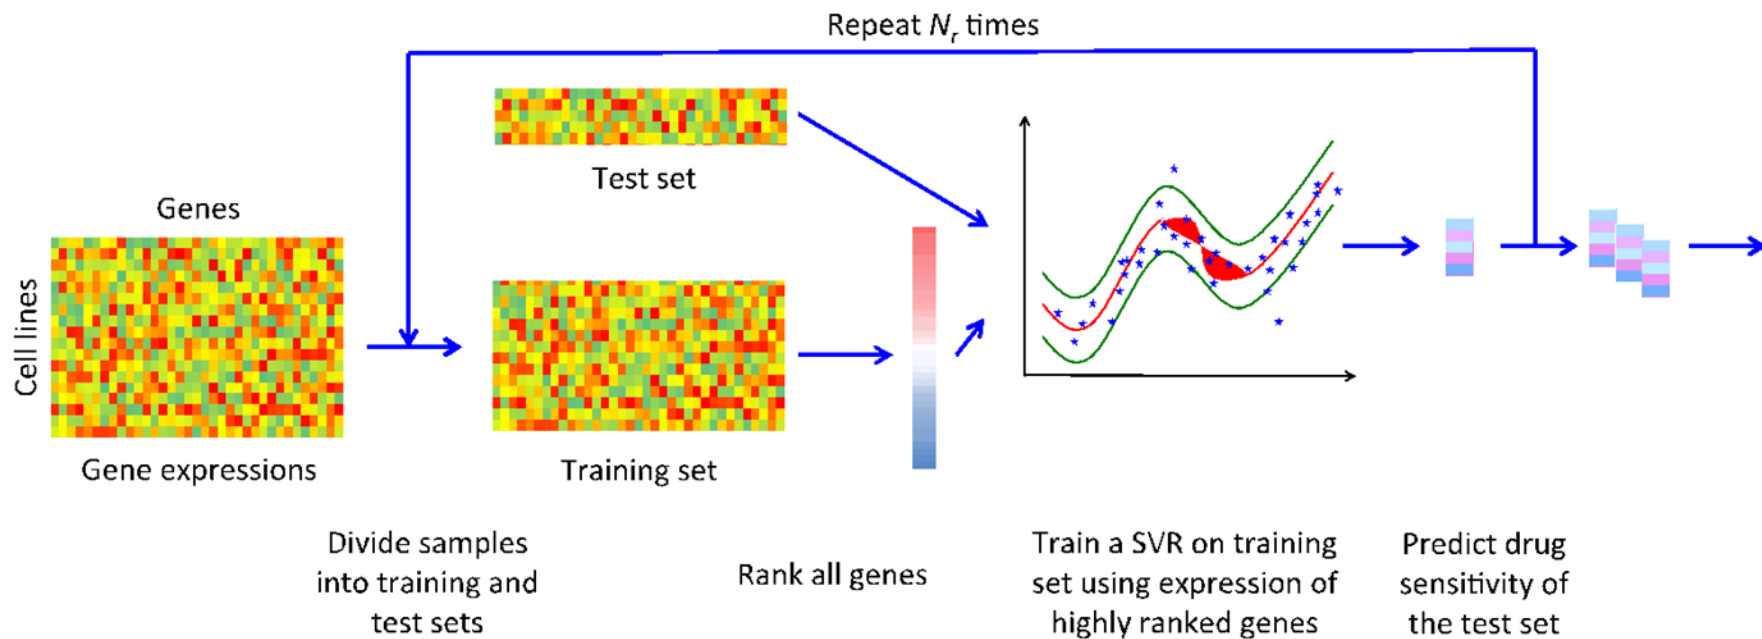 Repeat Nr times
Test set
Genes
Cell lines
Gene expressions
Training set
Divide samples
into training and
test sets
Rank all genes
Train a SVR on training
set using expression of
highly ranked genes
Predict drug
sensitivity of
the test set